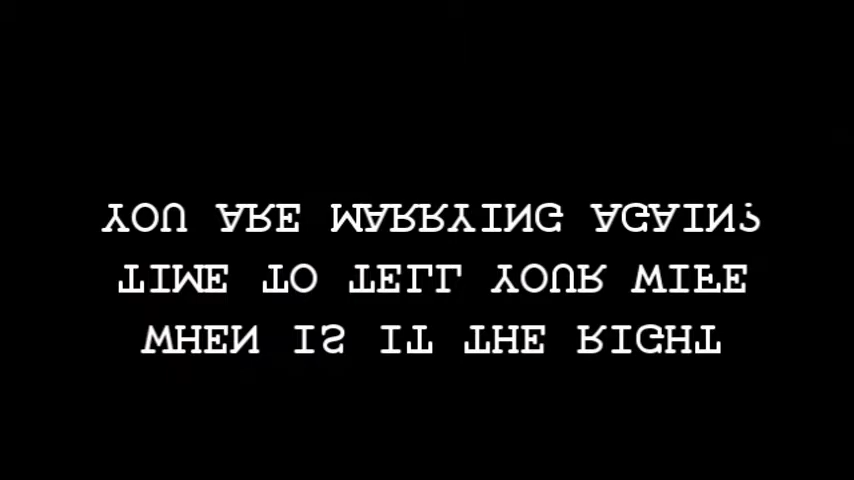 WHEN IS IT THE RIGHT
TIME TO TELL YOUR WIFE
YOU ARE MARRYING AGAIN?